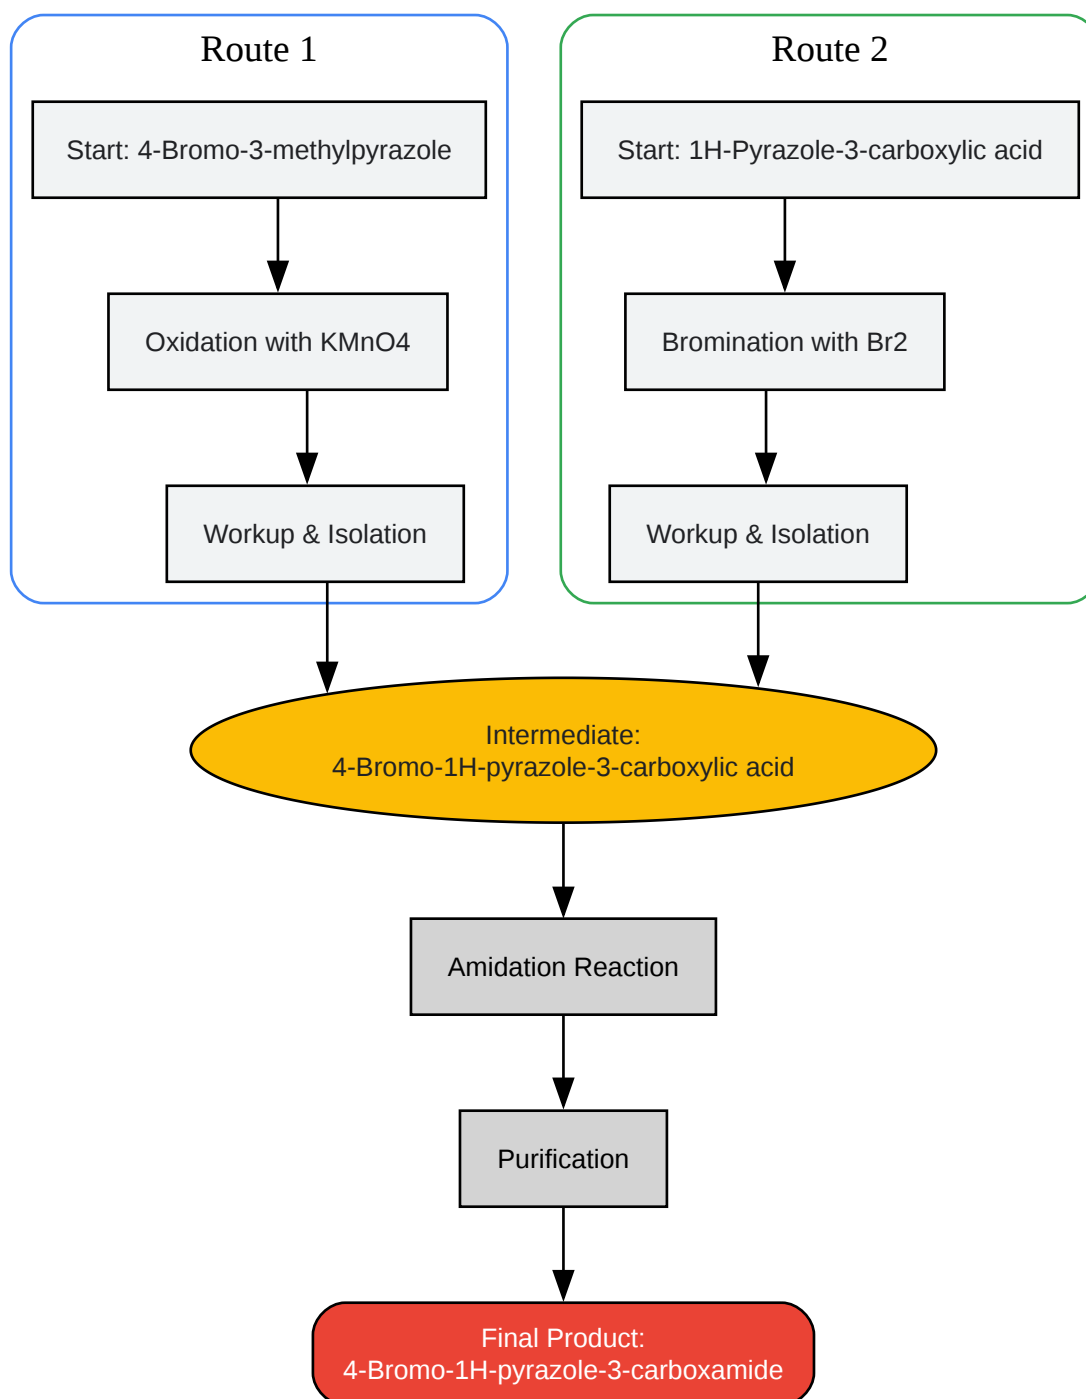 Route 1
Start: 4-Bromo-3-methylpyrazole
Oxidation with KMnO4
Workup & Isolation
Route 2
Start: 1H-Pyrazole-3-carboxylic acid
Bromination with Br2
Workup & Isolation
Intermediate:
4-Bromo-1H-pyrazole-3-carboxylic acid
Amidation Reaction
Purification
Final Product:
4-Bromo-1H-pyrazole-3-carboxamide